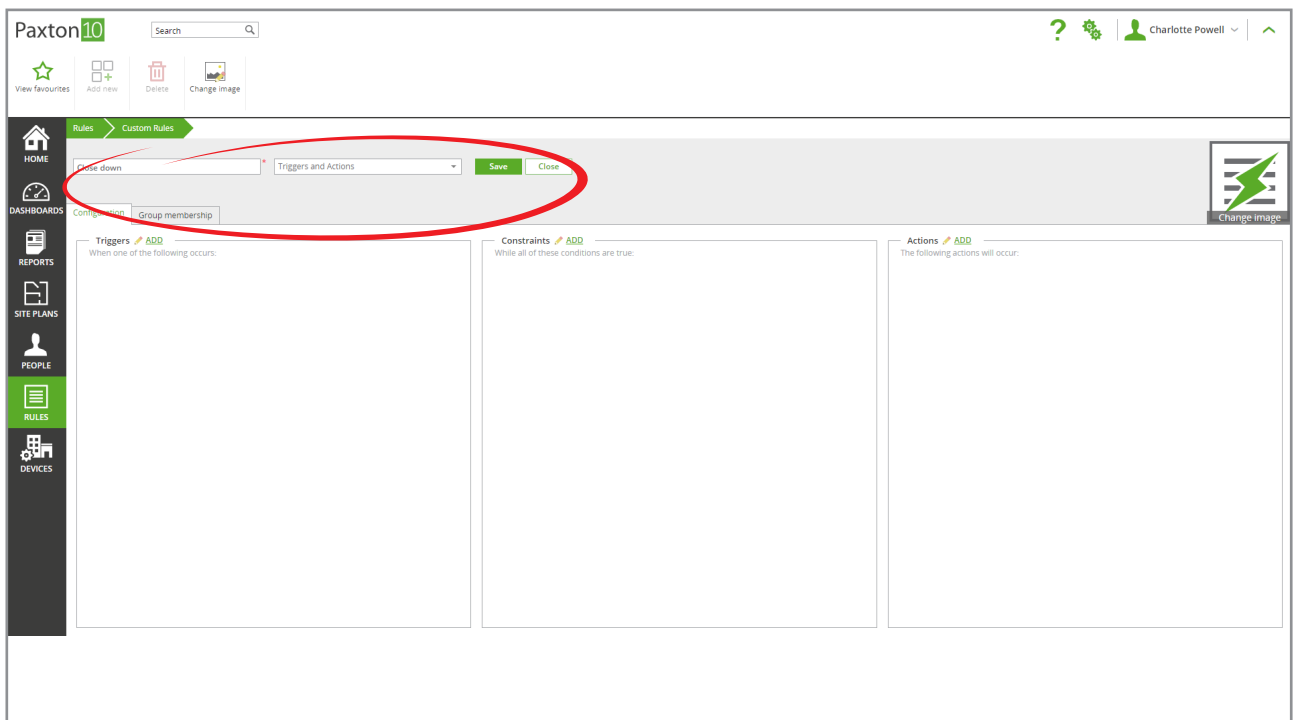 Paxton10
Search
Charlotte Powell
View favourites
Add new
Delete
Change image
Rules
Custom Rules
HOME
Close down
*
Triggers and Actions
Save
Close
DASHBOARDS
Configuration
Group membership
Change image
Triggers ADD
When one of the following occurs:
Constraints ADD
While all of these conditions are true:
Actions ADD
The following actions will occur:
REPORTS
SITE PLANS
PEOPLE
RULES
DEVICES